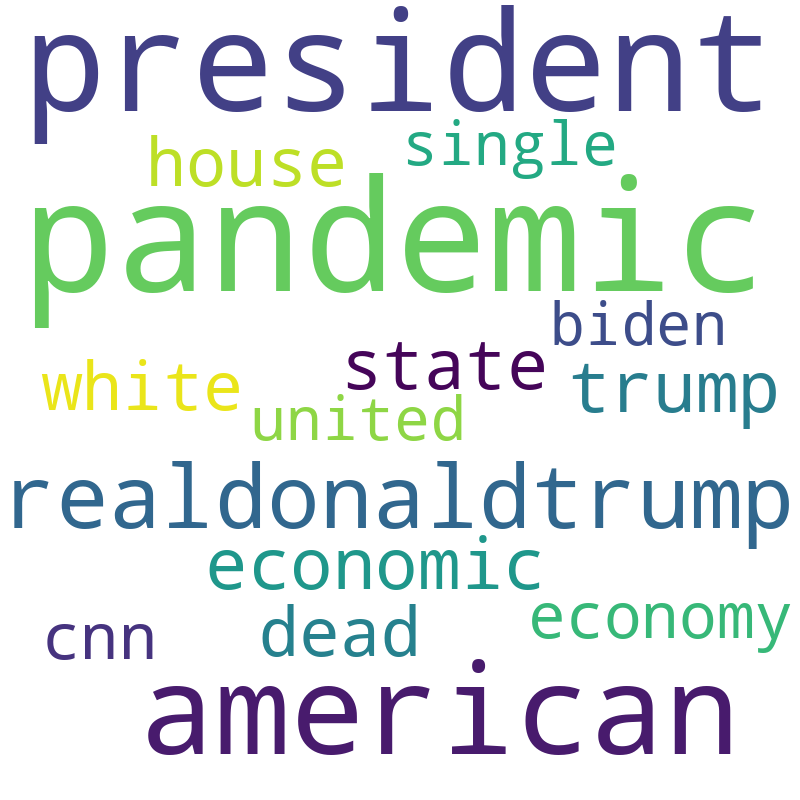 president
house single
pandemic
biden
white state trump
united
realdonaldtrump
economic
cnn dead economy
american